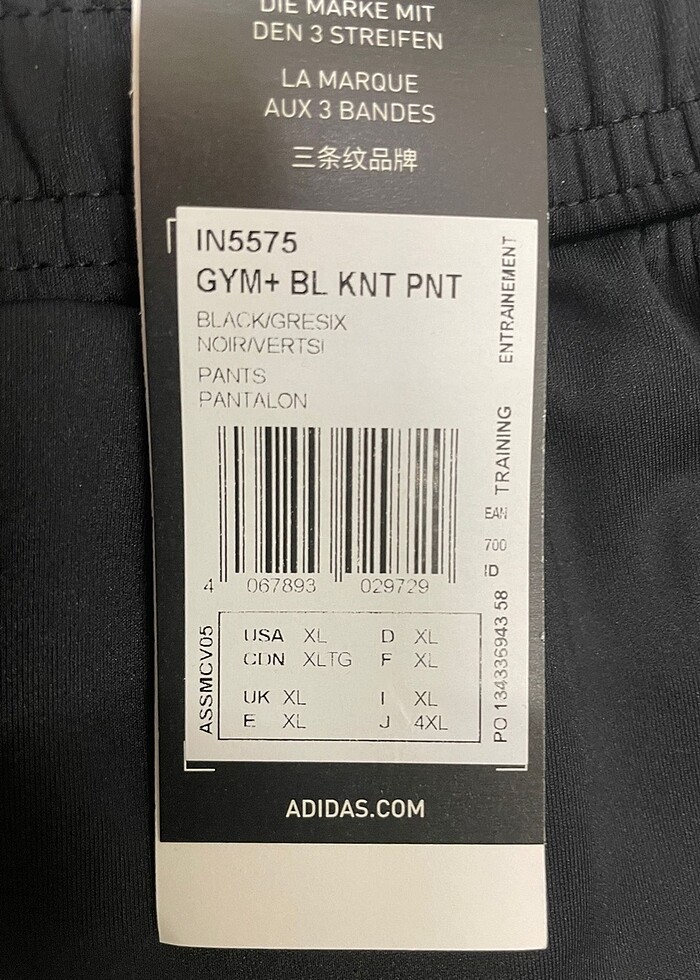 DIE MARKE MIT
DEN 3 STREIFEN
LA MARQUE
AUX 3 BANDES
三条纹品牌
IN5575
GYM+ BL KNT PNT
BLACK/GRESIX
NOIR/VERTSI
PANTS
PANTALON
ENTRAINEMENT
TRAINING
EAN
700
ID
PO 134336943 58
4 067893 029729
ASSMCV05
USA XL D XL
CDN XLTG F XL
UK XL I XL
E XL J 4XL
ADIDAS.COM